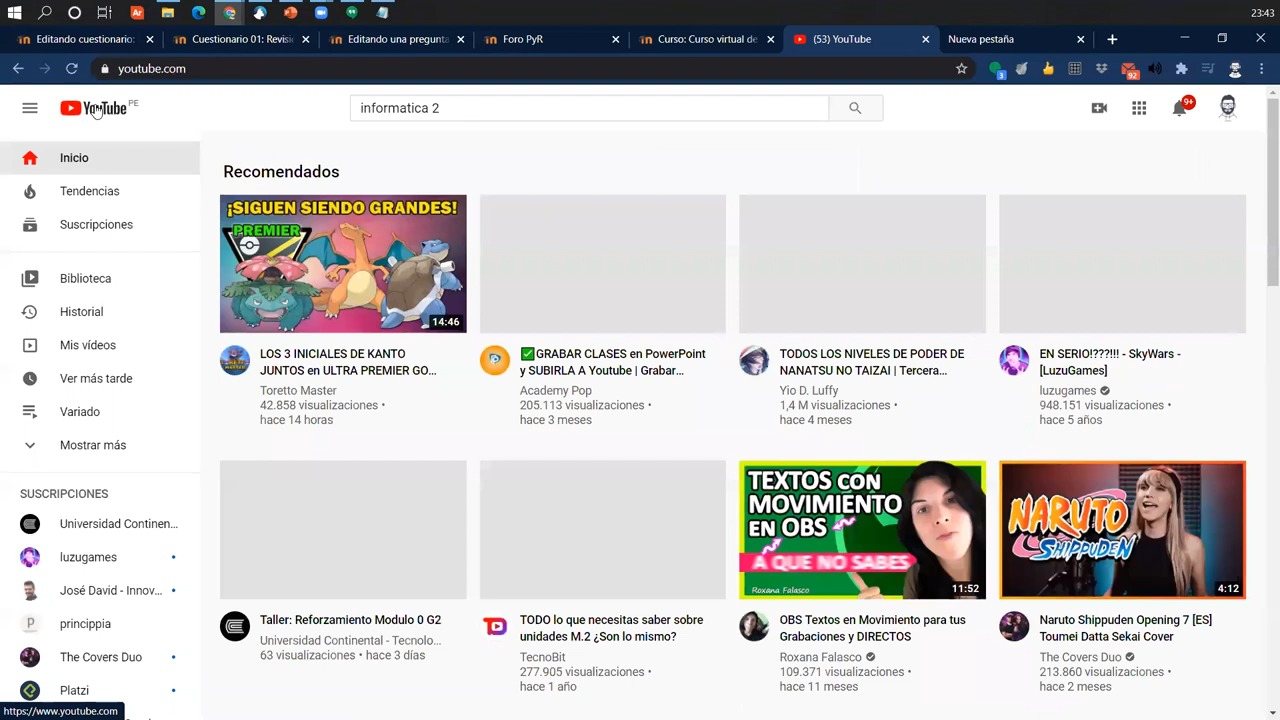 23:43
Editando cuestionario:
Cuestionario 01: Revisi
Editando una pregunta
Foro PyR
Curso: Curso virtual de
(53) YouTube
Nueva pestaña
youtube.com
3
92
YouTube PE
informatica 2
9+
Inicio
Tendencias
Suscripciones
Biblioteca
Historial
Mis vídeos
Ver más tarde
Variado
Mostrar más
SUSCRIPCIONES
Universidad Continen...
luzugames
José David - Innov...
princippia
The Covers Duo
Platzi
https://www.youtube.com
Recomendados
¡SIGUEN SIENDO GRANDES!
PREMIER
14:46
LOS 3 INICIALES DE KANTO
JUNTOS en ULTRA PREMIER GO...
Toretto Master
42.858 visualizaciones •
hace 14 horas
✅GRABAR CLASES en PowerPoint
y SUBIRLA A Youtube | Grabar...
Academy Pop
205.113 visualizaciones •
hace 3 meses
TODOS LOS NIVELES DE PODER DE
NANATSU NO TAIZAI | Tercera...
Yio D. Luffy
1,4 M visualizaciones •
hace 4 meses
EN SERIO!???!!! - SkyWars -
[LuzuGames]
luzugames
948.151 visualizaciones •
hace 5 años
Taller: Reforzamiento Modulo 0 G2
Universidad Continental - Tecnolo...
63 visualizaciones • hace 3 días
TODO lo que necesitas saber sobre
unidades M.2 ¿Son lo mismo?
TecnoBit
277.905 visualizaciones •
hace 1 año
TEXTOS CON
MOVIMIENTO
EN OBS
A QUE NO SABES
Roxana Falasco
11:52
OBS Textos en Movimiento para tus
Grabaciones y DIRECTOS
Roxana Falasco
109.371 visualizaciones •
hace 11 meses
NARUTO
SHIPPUDEN
4:12
Naruto Shippuden Opening 7 [ES]
Toumei Datta Sekai Cover
The Covers Duo
213.860 visualizaciones •
hace 2 meses